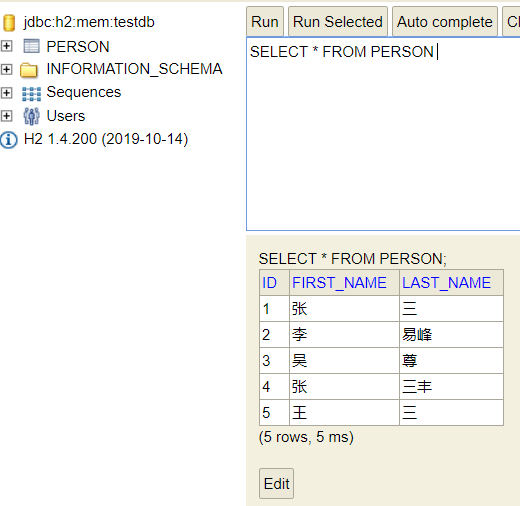 jdbc:h2:mem:testdb
PERSON
INFORMATION_SCHEMA
Sequences
Users
H2 1.4.200 (2019-10-14)
Run Run Selected Auto complete
SELECT * FROM PERSON
SELECT * FROM PERSON;
ID FIRST_NAME LAST_NAME
1 张 三
2 李 易峰
3 吴 尊
4 张 三丰
5 王 三
(5 rows, 5 ms)
Edit